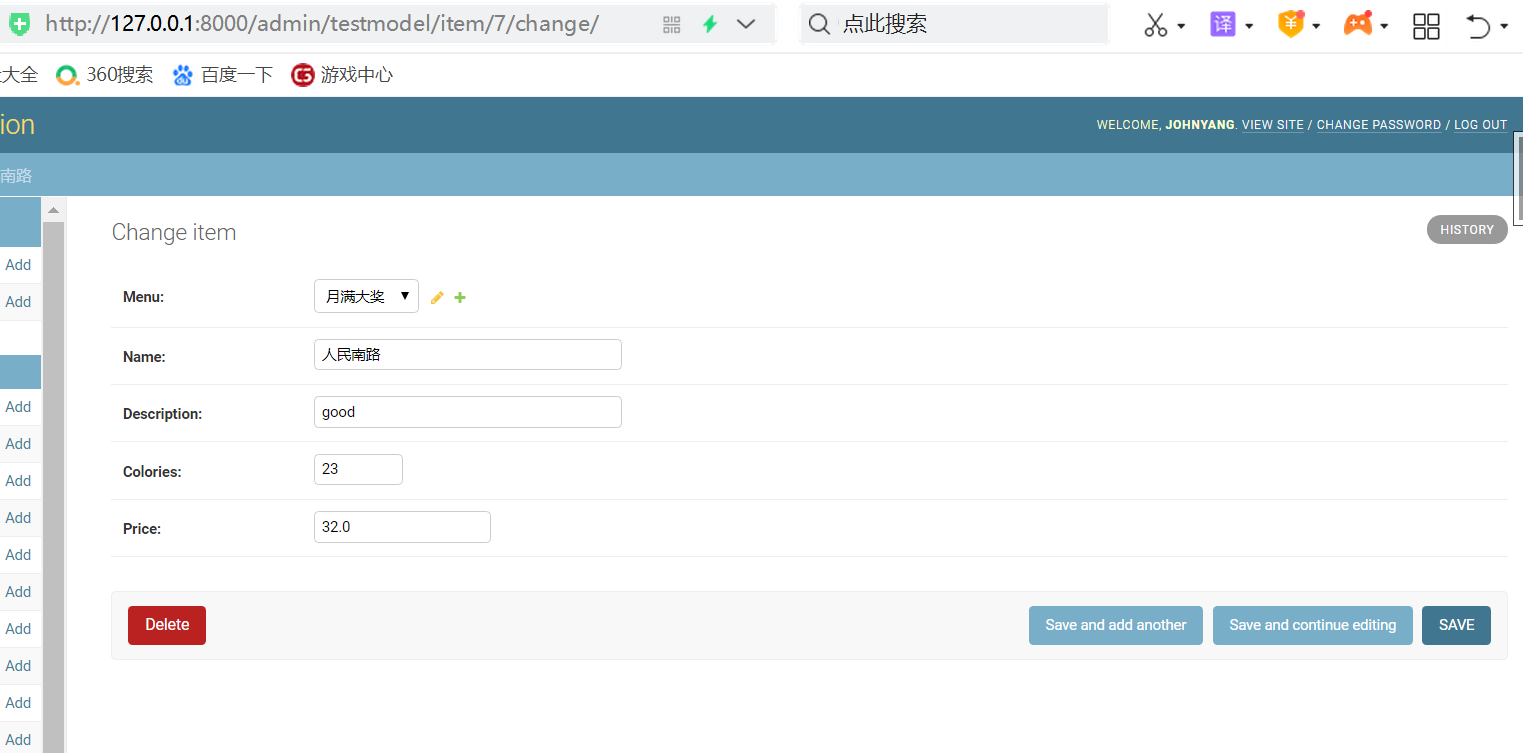 http://127.0.0.1:8000/admin/testmodel/item/7/change/ 点此搜索 译
大全 360搜索 百度一下 游戏中心
ion WELCOME, JOHNYANG. VIEW SITE / CHANGE PASSWORD / LOG OUT
南路
Change item HISTORY
Add
Menu: 月满大奖
Add
Name: 人民南路
Add
Description: good
Add
Colories: 23
Add
Add
Price: 32.0
Add
Add
Delete Save and add another Save and continue editing SAVE
Add
Add
Add
Add